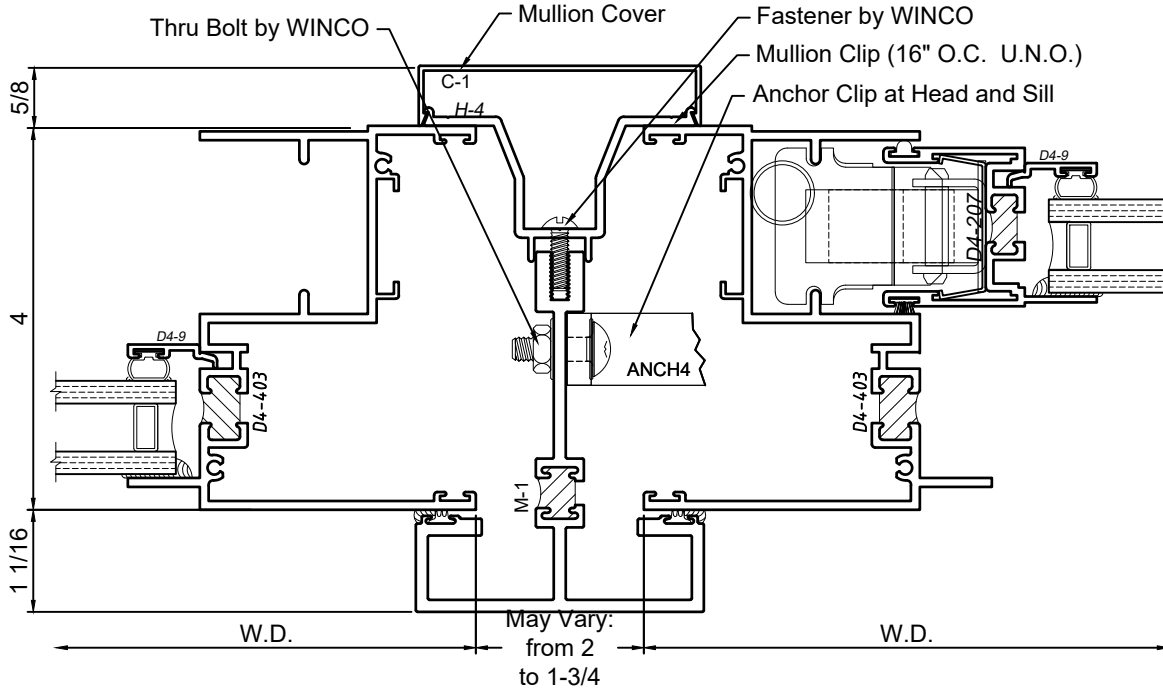 Mullion Cover
Fastener by WINCO
Thru Bolt by WINCO
Mullion Clip (16" O.C. U.N.O.)
C-1
Anchor Clip at Head and Sill
5/8
H-4
D4-9
D4-207
4
D4-9
ANCH4
D4-403
D4-403
M-1
1 1/16
May Vary:
W.D.
W.D.
from 2
to 1-3/4